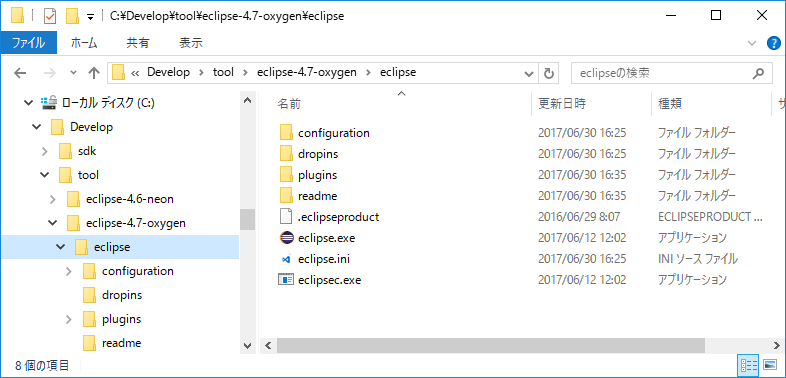 C:¥Develop¥tool¥eclipse-4.7-oxygen¥eclipse
ファイル ホーム 共有 表示
« Develop › tool › eclipse-4.7-oxygen › eclipse eclipseの検索
ローカル ディスク (C:)
Develop
sdk
tool
eclipse-4.6-neon
eclipse-4.7-oxygen
eclipse
configuration
dropins
plugins
readme
名前 更新日時 種類 サ
configuration 2017/06/30 16:25 ファイル フォルダー
dropins 2017/06/30 16:25 ファイル フォルダー
plugins 2017/06/30 16:35 ファイル フォルダー
readme 2017/06/30 16:35 ファイル フォルダー
.eclipseproduct 2016/06/29 8:07 ECLIPSEPRODUCT ...
eclipse.exe 2017/06/12 12:02 アプリケーション
eclipse.ini 2017/06/30 16:25 INI ソース ファイル
eclipsec.exe 2017/06/12 12:02 アプリケーション
8 個の項目